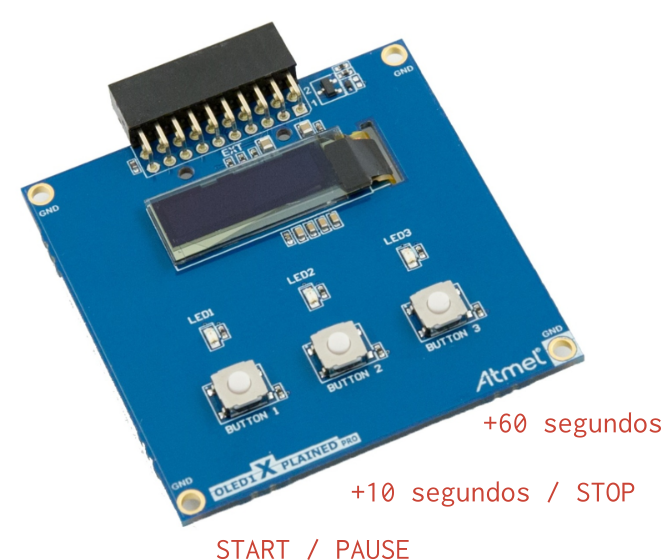 GND
2
1
EXT
GND
LED3
LED2
LED1
BUTTON 3
BUTTON 2
BUTTON 1
GND
Atmel®
OLED1 XPLAINED PRO
GND
+60 segundos
+10 segundos / STOP
START / PAUSE